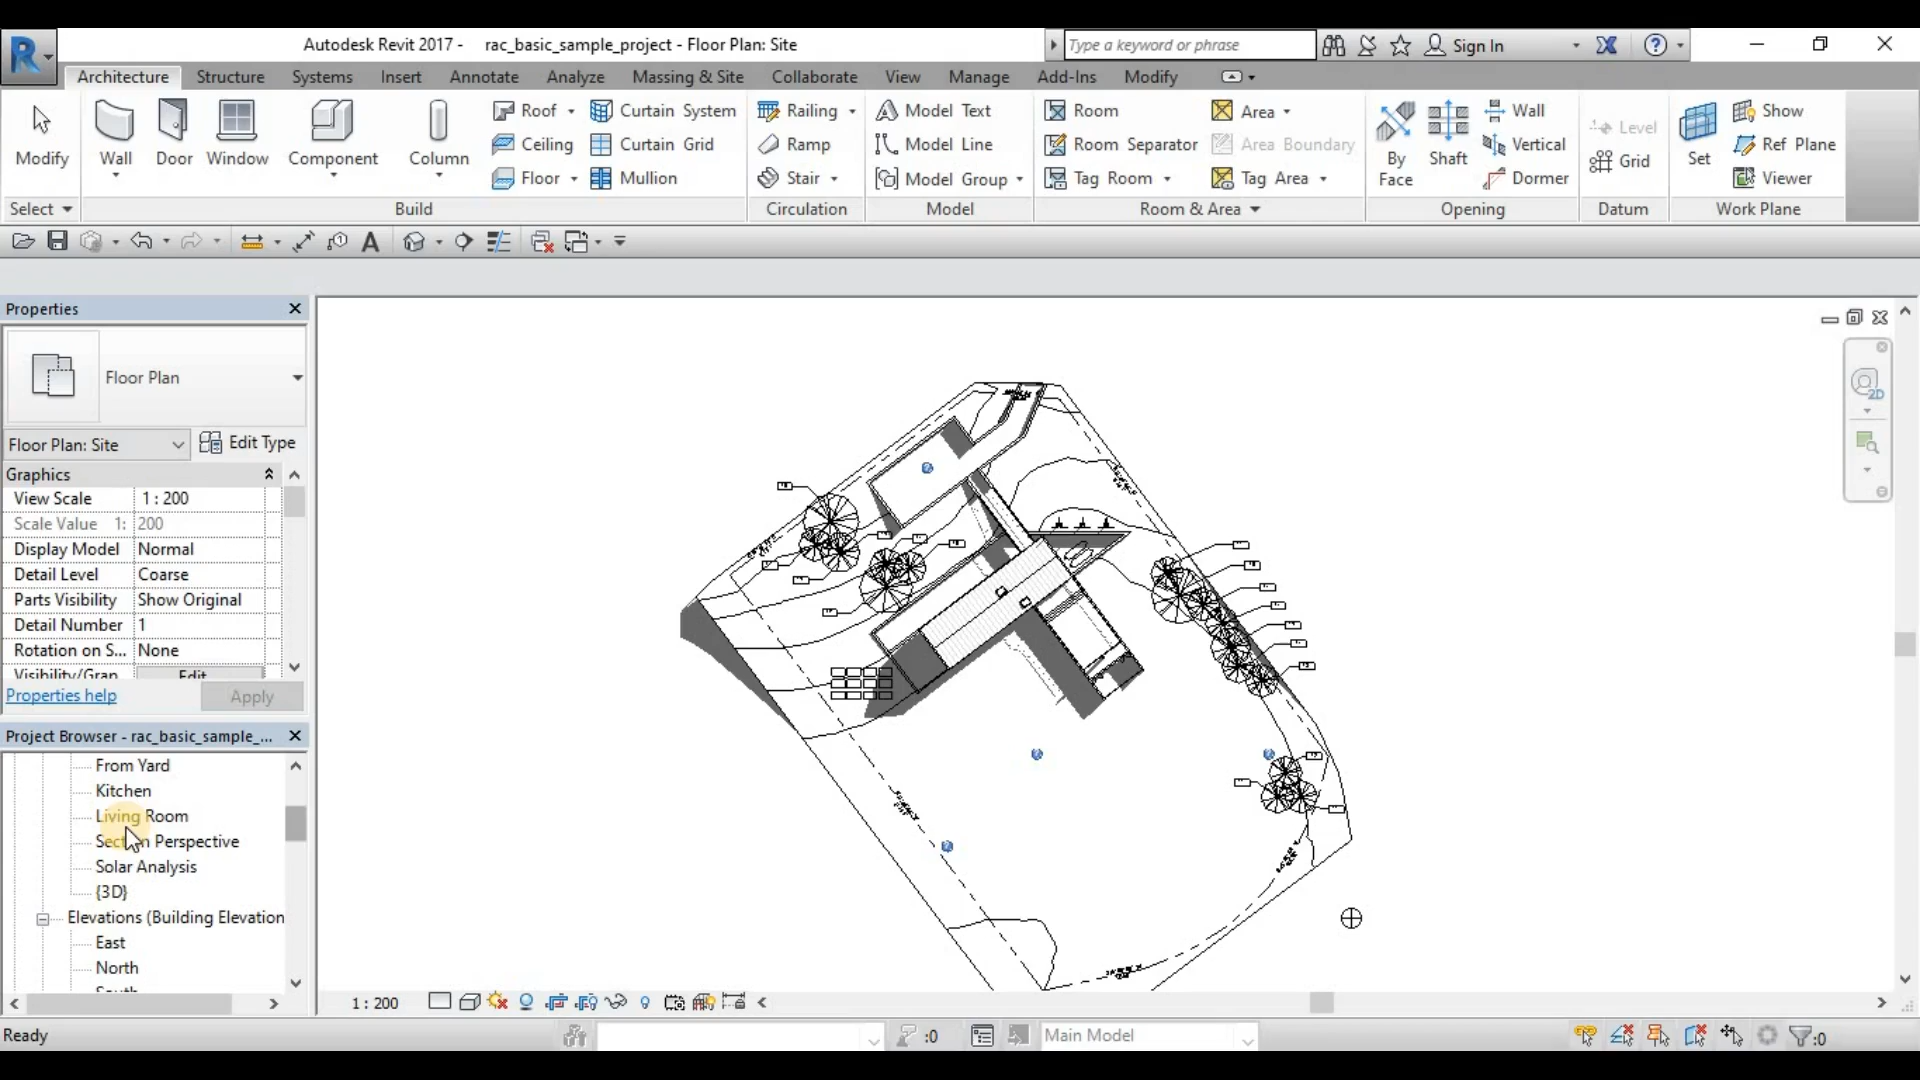 Autodesk Revit 2017 - rac_basic_sample_project - Floor Plan: Site
Type a keyword or phrase
Sign In
Architecture Structure Systems Insert Annotate Analyze Massing & Site Collaborate View Manage Add-Ins Modify
Modify
Wall
Door
Window
Component
Column
Roof
Ceiling
Floor
Curtain System
Curtain Grid
Mullion
Railing
Ramp
Stair
Model Text
Model Line
Model Group
Room
Room Separator
Tag Room
Area
Area Boundary
Tag Area
By
Face
Shaft
Wall
Vertical
Dormer
Level
Grid
Set
Show
Ref Plane
Viewer
Select
Build
Circulation
Model
Room & Area
Opening
Datum
Work Plane
Properties
Floor Plan
Floor Plan: Site
Edit Type
Graphics
View Scale 1 : 200
Scale Value 1: 200
Display Model Normal
Detail Level Coarse
Parts Visibility Show Original
Detail Number 1
Rotation on S... None
Visibility/Grap Edit
Properties help
Apply
Project Browser - rac_basic_sample_...
From Yard
Kitchen
Living Room
Section Perspective
Solar Analysis
{3D}
Elevations (Building Elevation
East
North
South
2D
1 : 200
Ready
:0
Main Model
:0